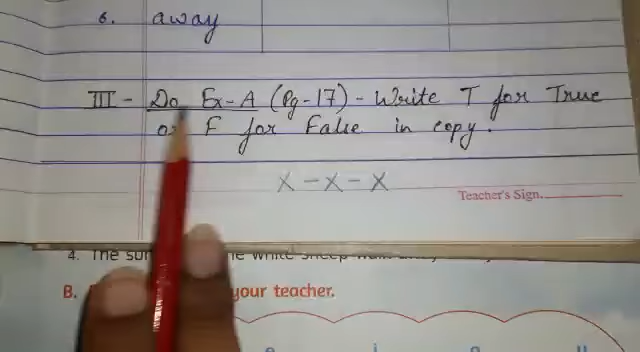 6. away
III - Do Ex-A (Pg-17) - Write T for True
or F for False in copy.
X - X - X
Teacher's Sign.
4. The sun
B. your teacher.